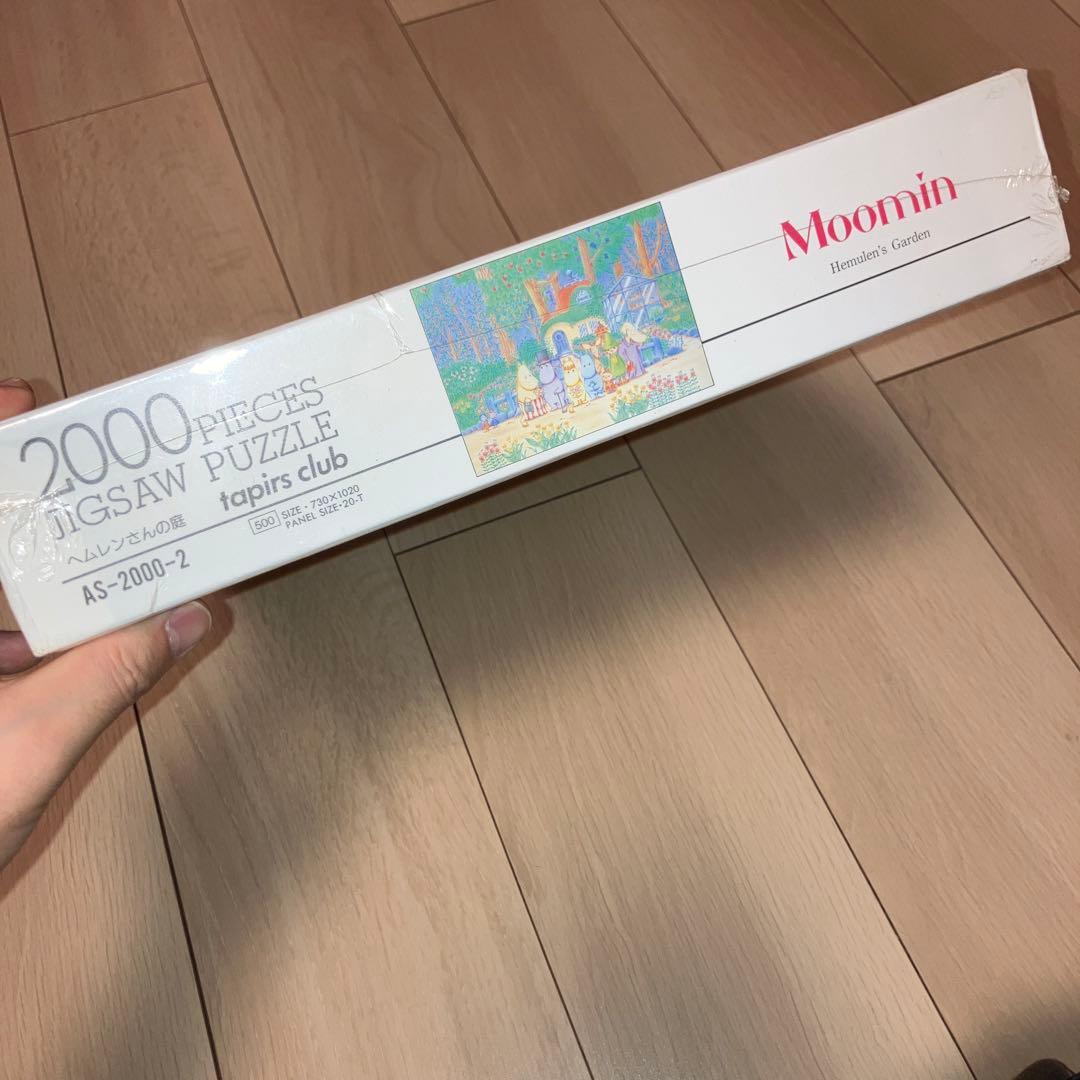 2000 PIECES
JIGSAW PUZZLE
ヘムレンさんの庭 tapirs club
AS-2000-2
500 SIZE・730×1020
PANEL SIZE・20-T
Moomin
Hemulen's Garden